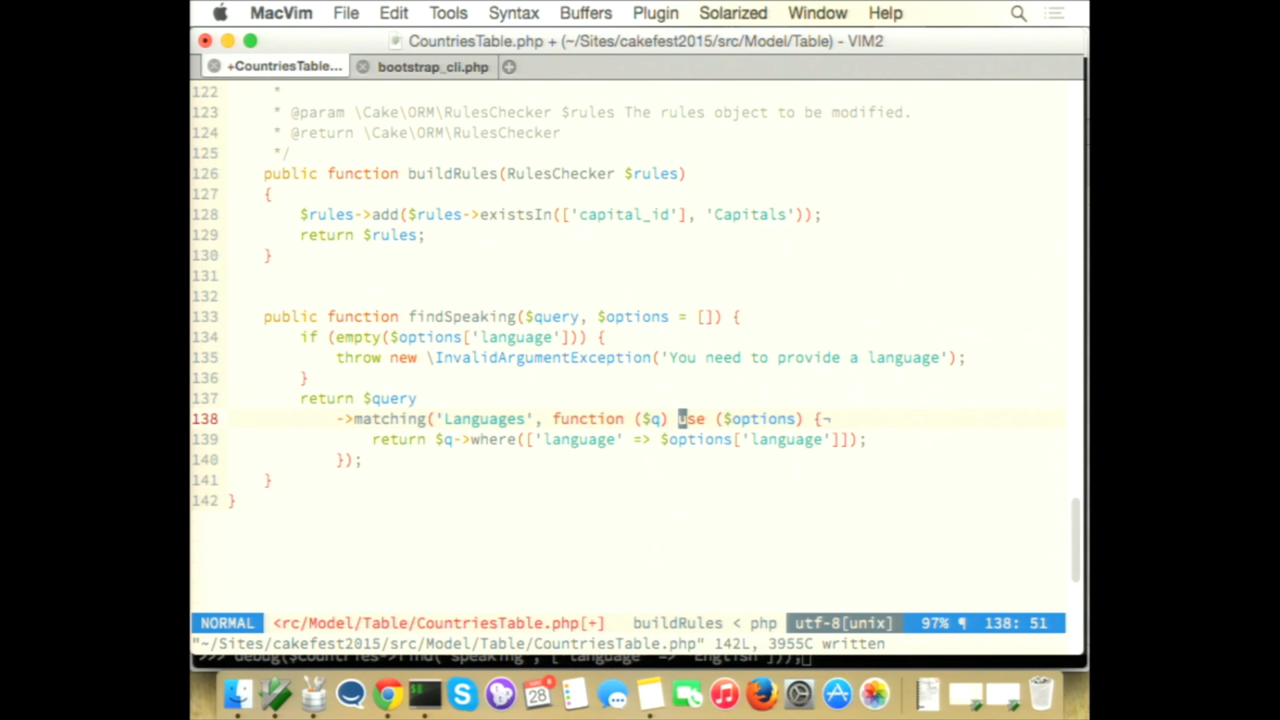 MacVim File Edit Tools Syntax Buffers Plugin Solarized Window Help
CountriesTable.php + (~/Sites/cakefest2015/src/Model/Table) - VIM2
+CountriesTable... bootstrap_cli.php
122 *
123 * @param \Cake\ORM\RulesChecker $rules The rules object to be modified.
124 * @return \Cake\ORM\RulesChecker
125 */
126 public function buildRules(RulesChecker $rules)
127 {
128 $rules->add($rules->existsIn(['capital_id'], 'Capitals'));
129 return $rules;
130 }
131
132
133 public function findSpeaking($query, $options = []) {
134 if (empty($options['language'])) {
135 throw new \InvalidArgumentException('You need to provide a language');
136 }
137 return $query
138 ->matching('Languages', function ($q) use ($options) {¬
139 return $q->where(['language' => $options['language']]);
140 });
141 }
142 }
NORMAL <rc/Model/Table/CountriesTable.php[+] buildRules < php utf-8[unix] 97% ¶ 138: 51
"~/Sites/cakefest2015/src/Model/Table/CountriesTable.php" 142L, 3955C written
28